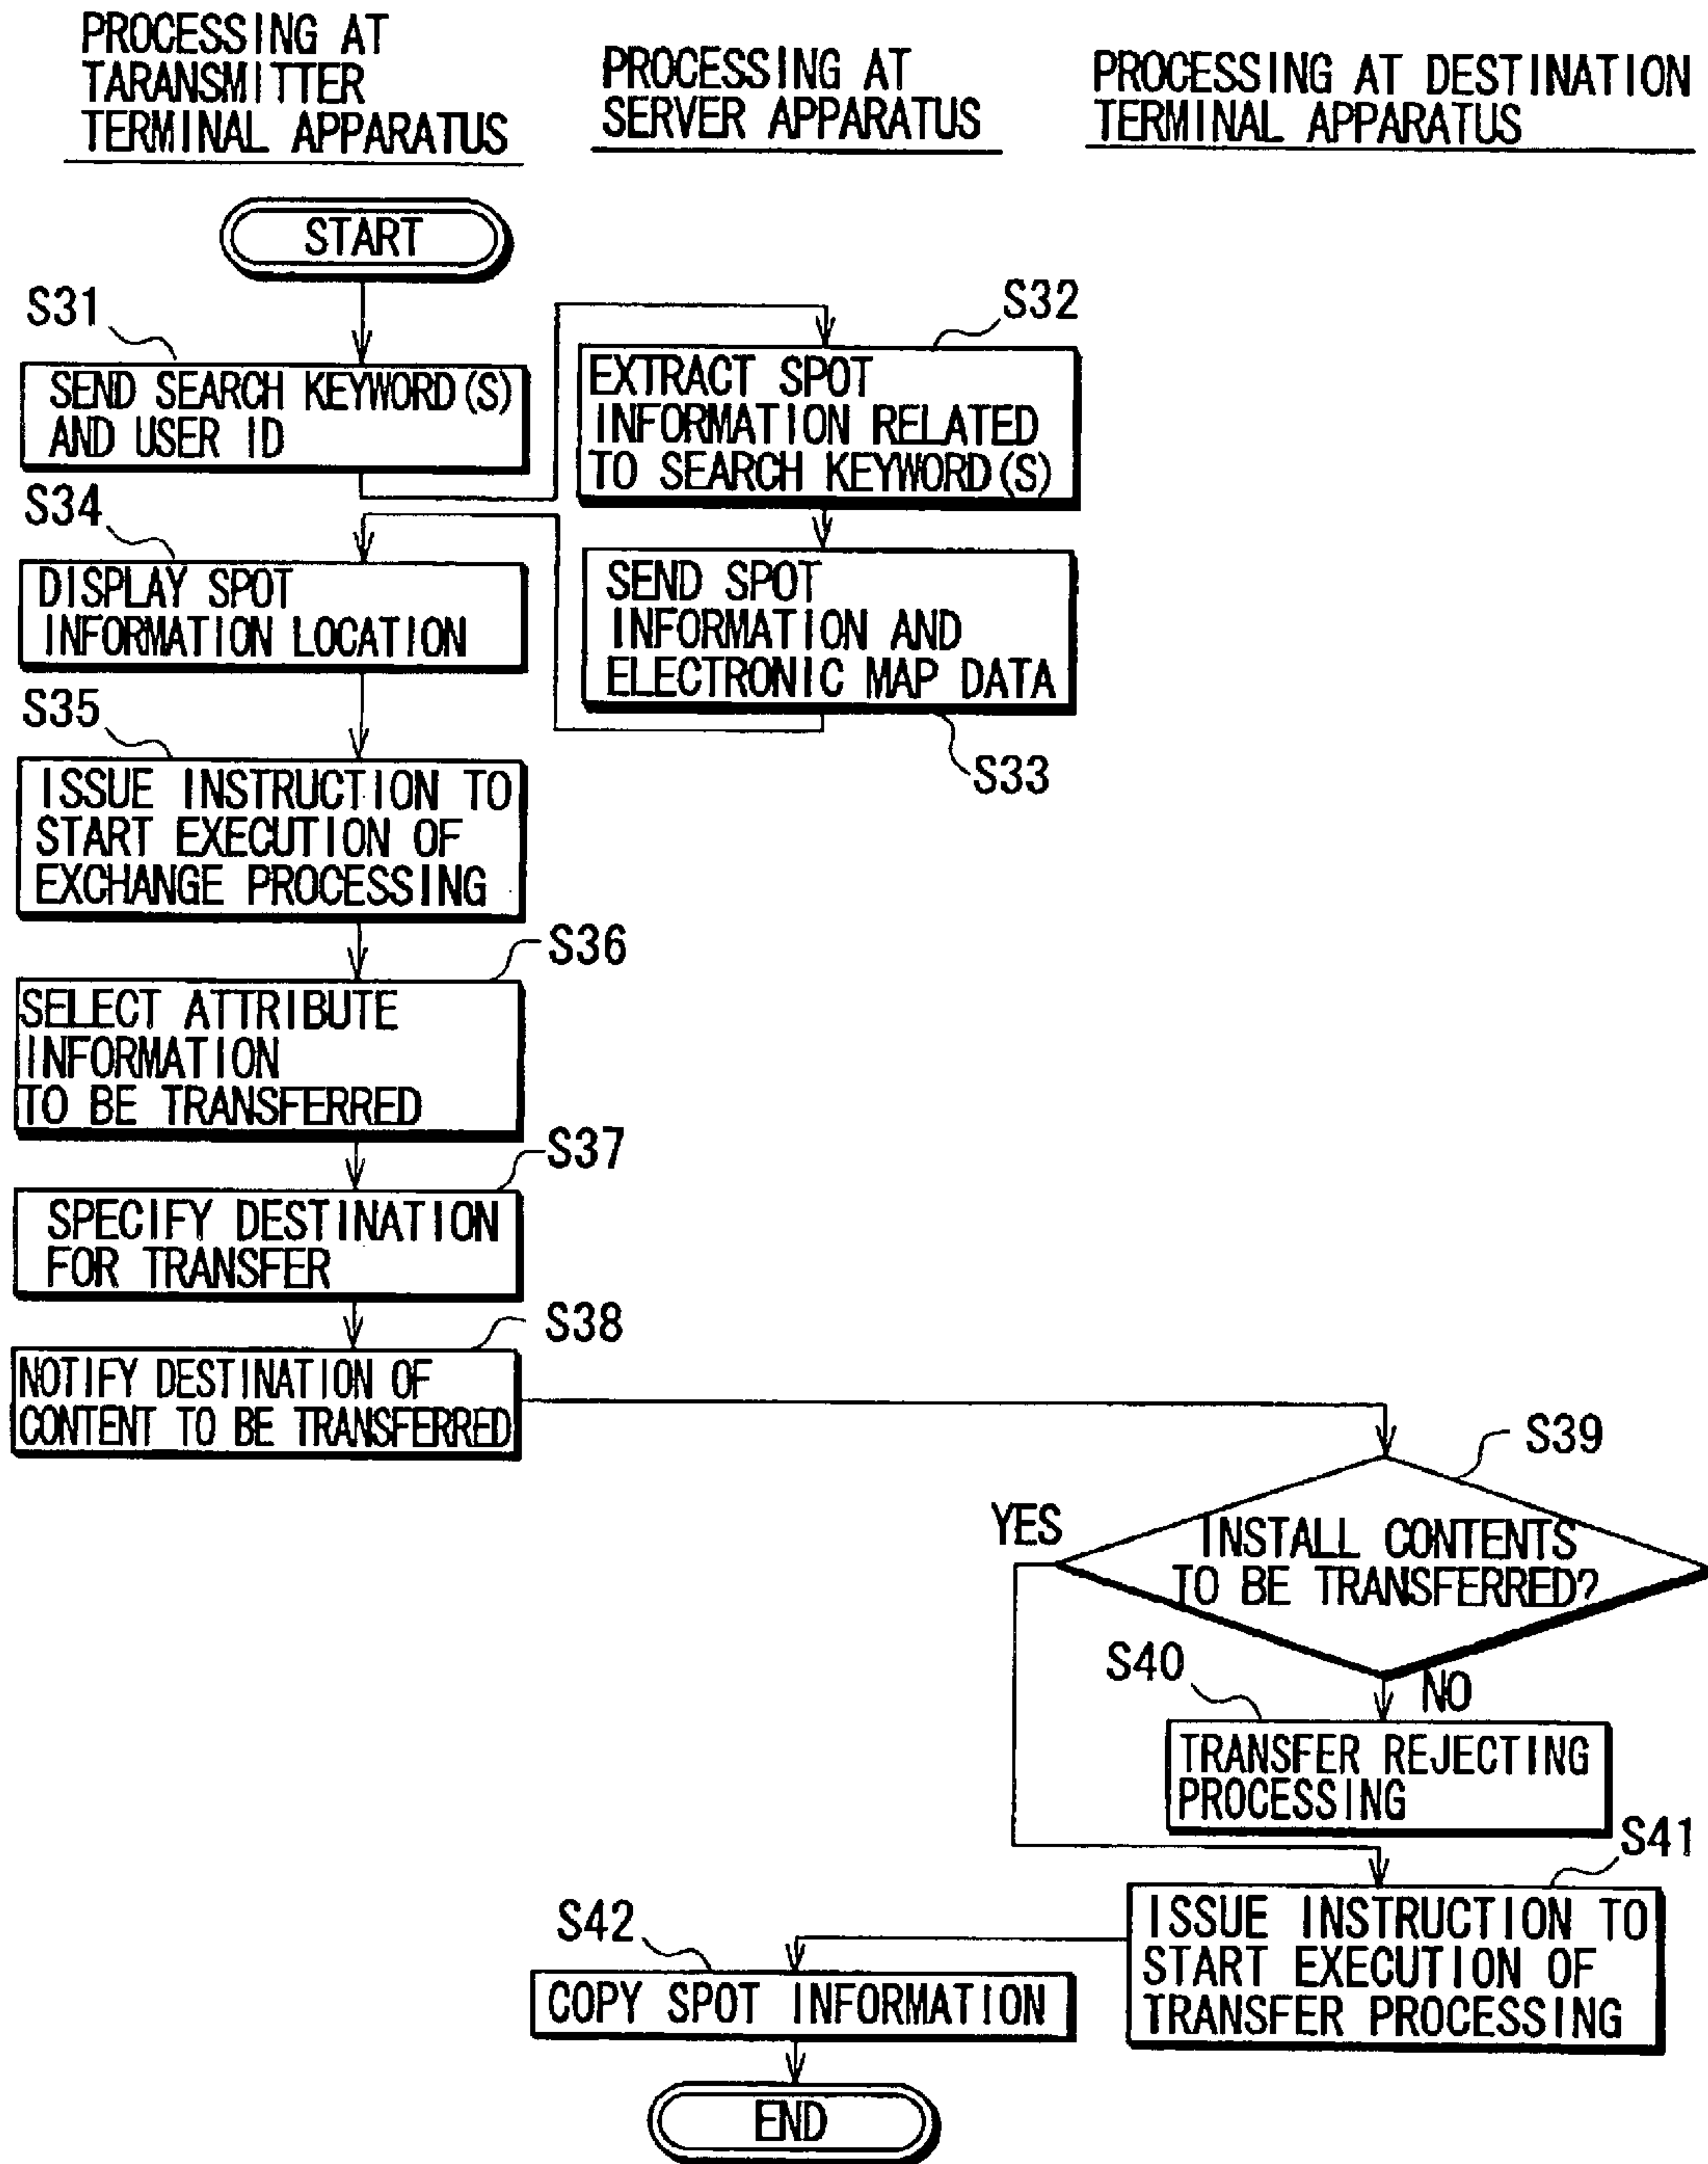 PROCESSING AT
TARANSMITTER
TERMINAL APPARATUS
PROCESSING AT
SERVER APPARATUS
PROCESSING AT DESTINATION
TERMINAL APPARATUS
START
S31
SEND SEARCH KEYWORD(S)
AND USER ID
S32
EXTRACT SPOT
INFORMATION RELATED
TO SEARCH KEYWORD(S)
S34
DISPLAY SPOT
INFORMATION LOCATION
SEND SPOT
INFORMATION AND
ELECTRONIC MAP DATA
S33
S35
ISSUE INSTRUCTION TO
START EXECUTION OF
EXCHANGE PROCESSING
S36
SELECT ATTRIBUTE
INFORMATION
TO BE TRANSFERRED
S37
SPECIFY DESTINATION
FOR TRANSFER
S38
NOTIFY DESTINATION OF
CONTENT TO BE TRANSFERRED
S39
YES
INSTALL CONTENTS
TO BE TRANSFERRED?
S40
NO
TRANSFER REJECTING
PROCESSING
S41
ISSUE INSTRUCTION TO
START EXECUTION OF
TRANSFER PROCESSING
S42
COPY SPOT INFORMATION
END